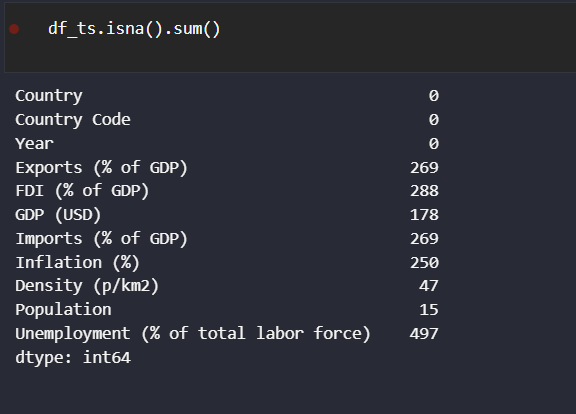 df_ts.isna().sum()
Country 0
Country Code 0
Year 0
Exports (% of GDP) 269
FDI (% of GDP) 288
GDP (USD) 178
Imports (% of GDP) 269
Inflation (%) 250
Density (p/km2) 47
Population 15
Unemployment (% of total labor force) 497
dtype: int64